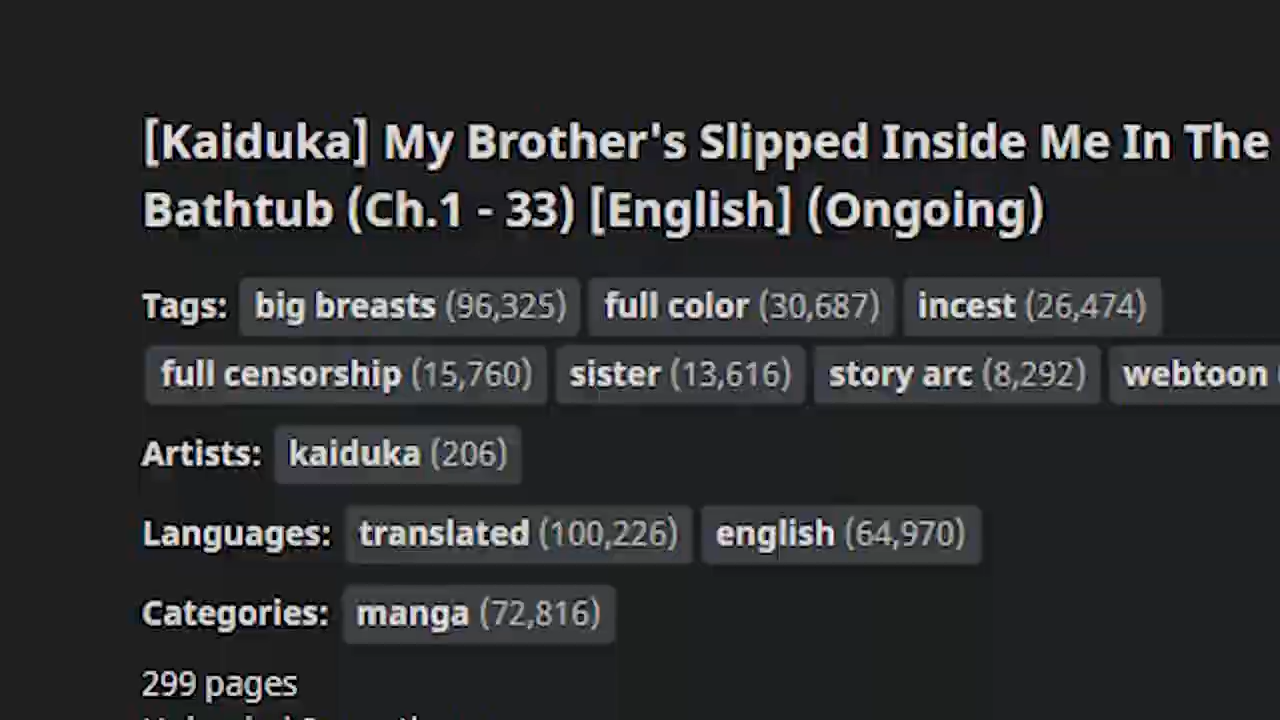 [Kaiduka] My Brother's Slipped Inside Me In The
Bathtub (Ch.1 - 33) [English] (Ongoing)
Tags: big breasts (96,325) full color (30,687) incest (26,474)
full censorship (15,760) sister (13,616) story arc (8,292) webtoon
Artists: kaiduka (206)
Languages: translated (100,226) english (64,970)
Categories: manga (72,816)
299 pages